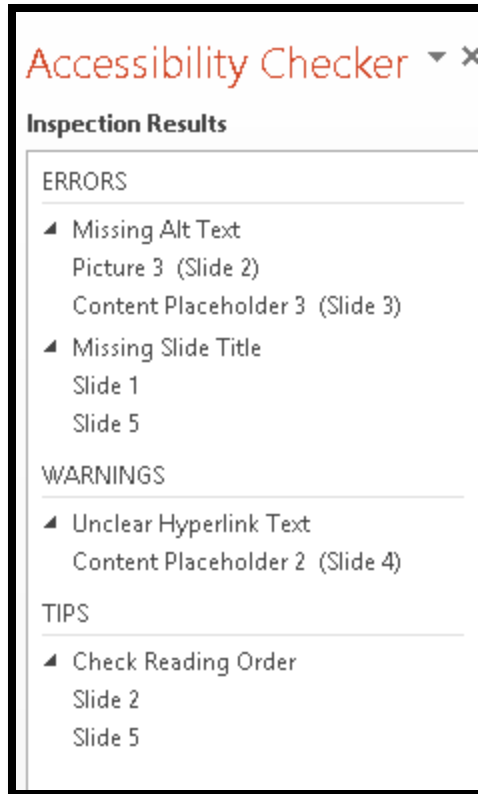 Accessibility Checker
Inspection Results
ERRORS
Missing Alt Text
Picture 3 (Slide 2)
Content Placeholder 3 (Slide 3)
Missing Slide Title
Slide 1
Slide 5
WARNINGS
Unclear Hyperlink Text
Content Placeholder 2 (Slide 4)
TIPS
Check Reading Order
Slide 2
Slide 5